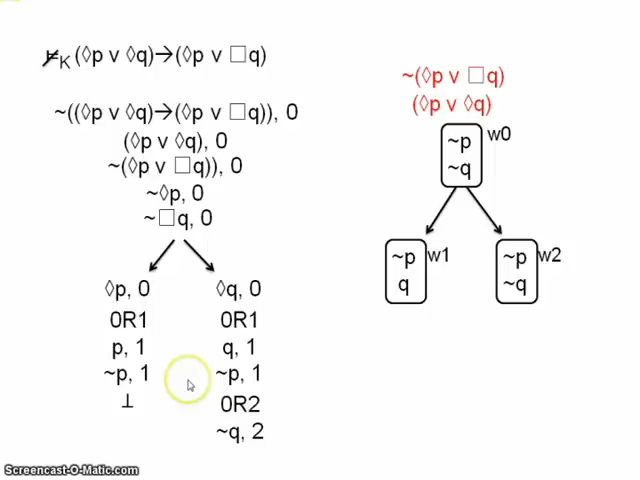 ⊭K (◊p v ◊q)→(◊p v □q)
~((◊p v ◊q)→(◊p v □q)), 0
(◊p v ◊q), 0
~(◊p v □q)), 0
~◊p, 0
~□q, 0
◊p, 0
0R1
p, 1
~p, 1
⊥
◊q, 0
0R1
q, 1
~p, 1
0R2
~q, 2
~(◊p v □q)
(◊p v ◊q)
~p
~q
w0
~p
q
w1
~p
~q
w2
Screencast-O-Matic.com